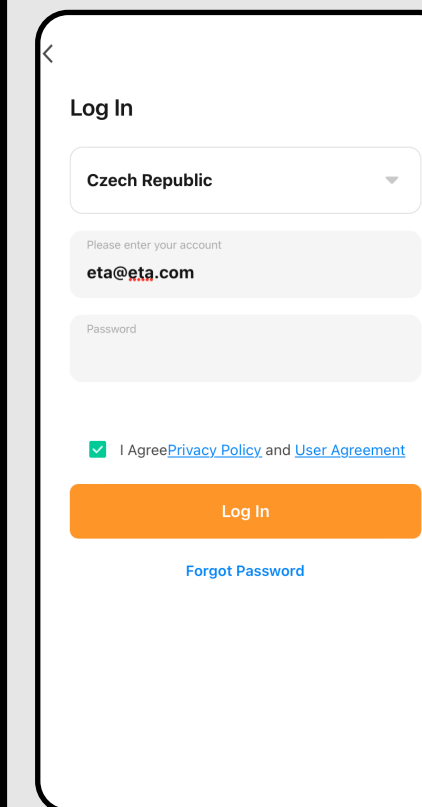 Log In
Czech Republic
Please enter your account
eta@eta.com
Password
I AgreePrivacy Policy and User Agreement
Log In
Forgot Password